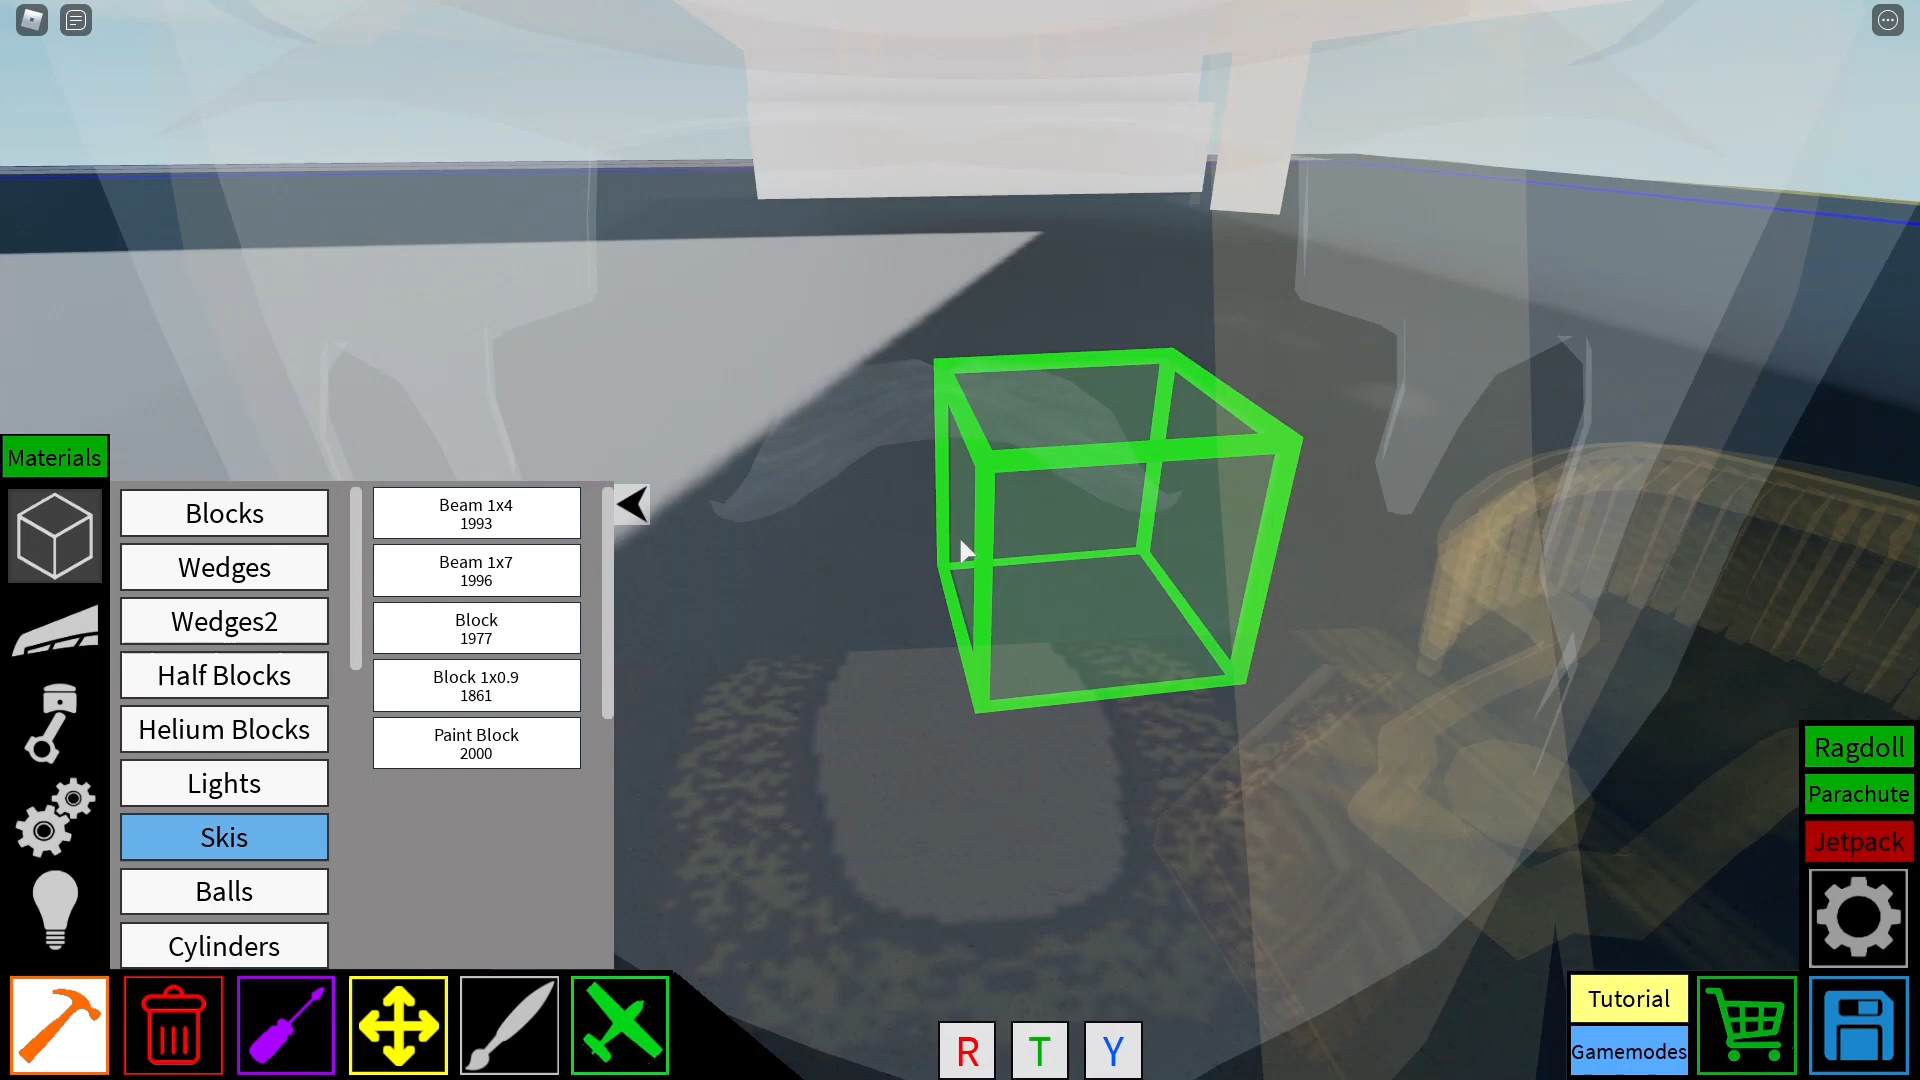 Materials
Blocks
Wedges
Wedges2
Half Blocks
Helium Blocks
Lights
Skis
Balls
Cylinders
Beam 1x4
1993
Beam 1x7
1996
Block
1977
Block 1x0.9
1861
Paint Block
2000
Ragdoll
Parachute
Jetpack
Tutorial
Gamemodes
R T Y